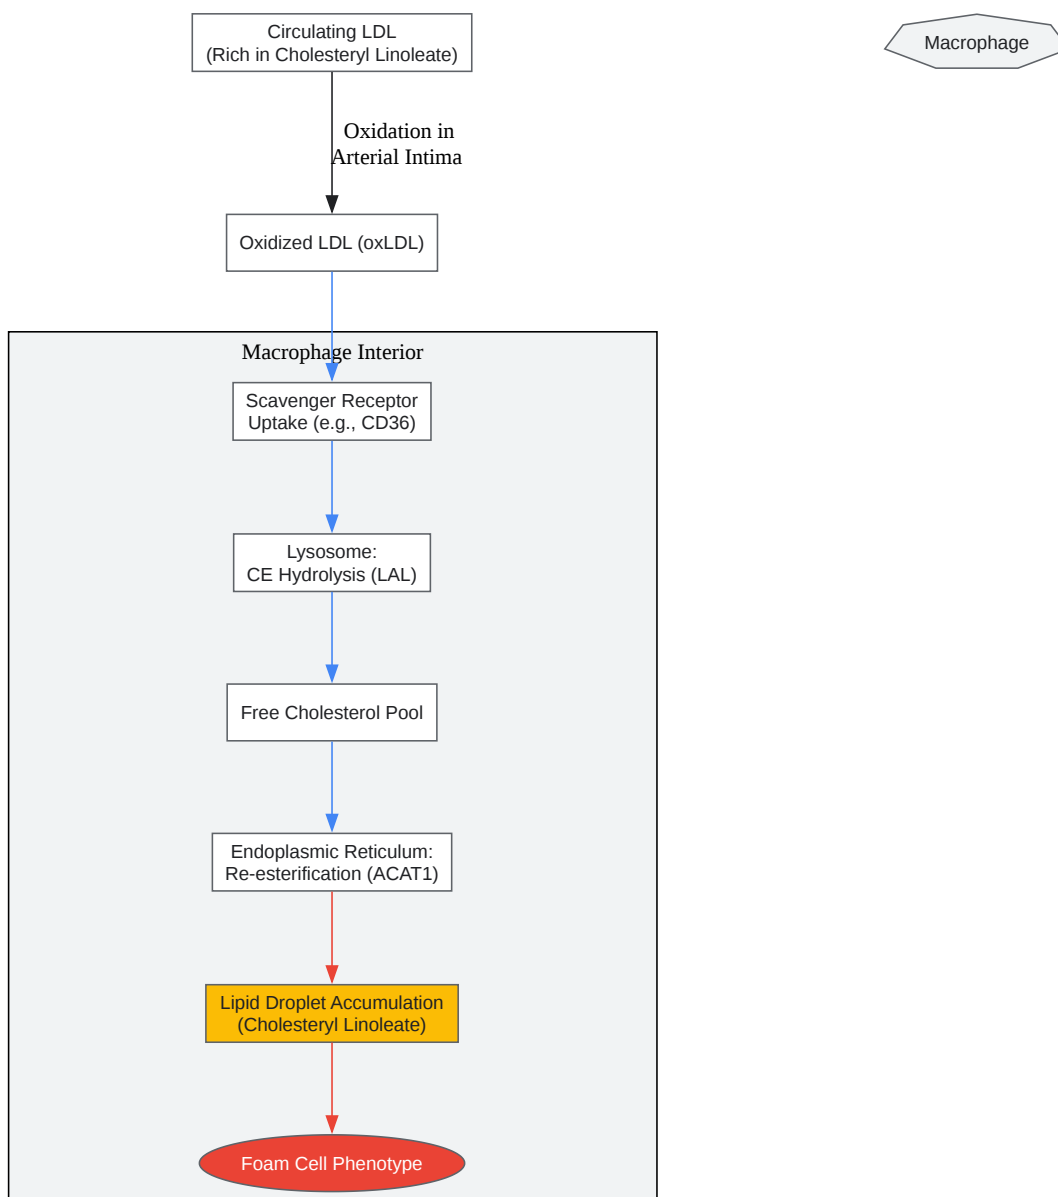 Circulating LDL
(Rich in Cholesteryl Linoleate)
Macrophage
Oxidation in
Arterial Intima
Oxidized LDL (oxLDL)
Macrophage Interior
Scavenger Receptor
Uptake (e.g., CD36)
Lysosome:
CE Hydrolysis (LAL)
Free Cholesterol Pool
Endoplasmic Reticulum:
Re-esterification (ACAT1)
Lipid Droplet Accumulation
(Cholesteryl Linoleate)
Foam Cell Phenotype